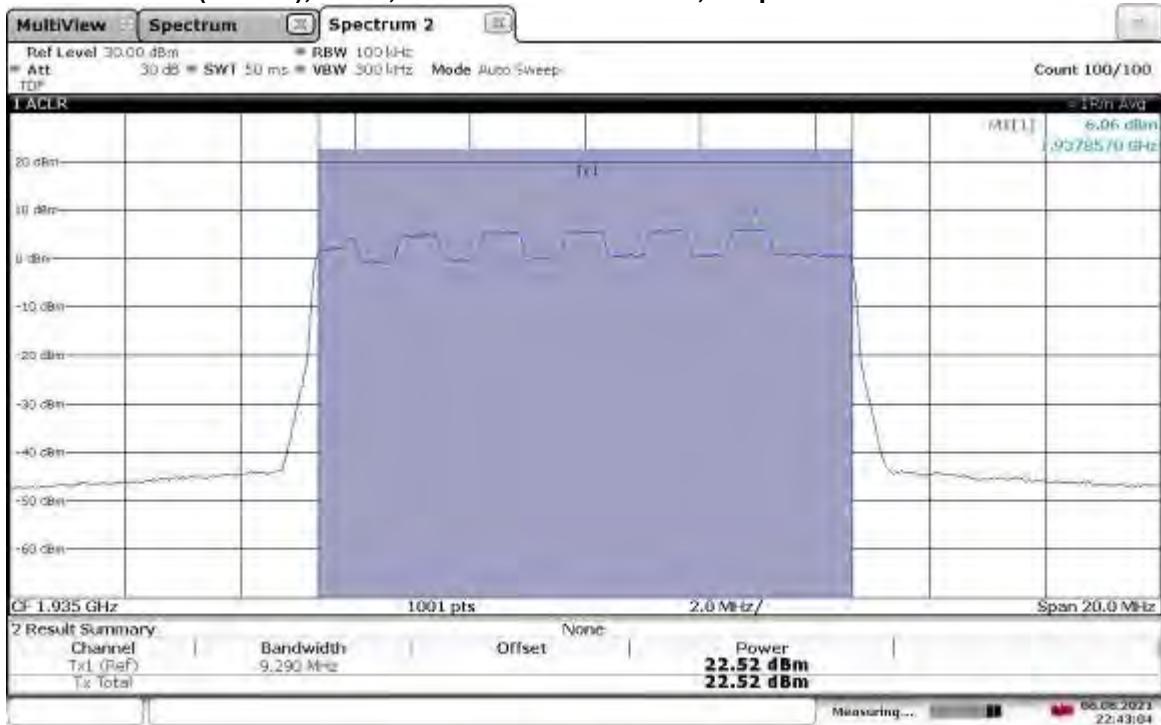 MultiView Spectrum Spectrum 2
Ref Level 30.00 dBm RBW 100 kHz
Att 30 dB SWT 50 ms VBW 300 kHz Mode Auto Sweep Count 100/100
TDF
1 ACLR 1Rm Avg
M1[1] 6.06 dBm
1.9378570 GHz
20 dBm
Tx1
10 dBm
0 dBm
-10 dBm
-20 dBm
-30 dBm
-40 dBm
-50 dBm
-60 dBm
CF 1.935 GHz 1001 pts 2.0 MHz/ Span 20.0 MHz
2 Result Summary None
Channel Bandwidth Offset Power
Tx1 (Ref) 9.290 MHz 22.52 dBm
Tx Total 22.52 dBm
Measuring... 06.08.2021
22:43:04